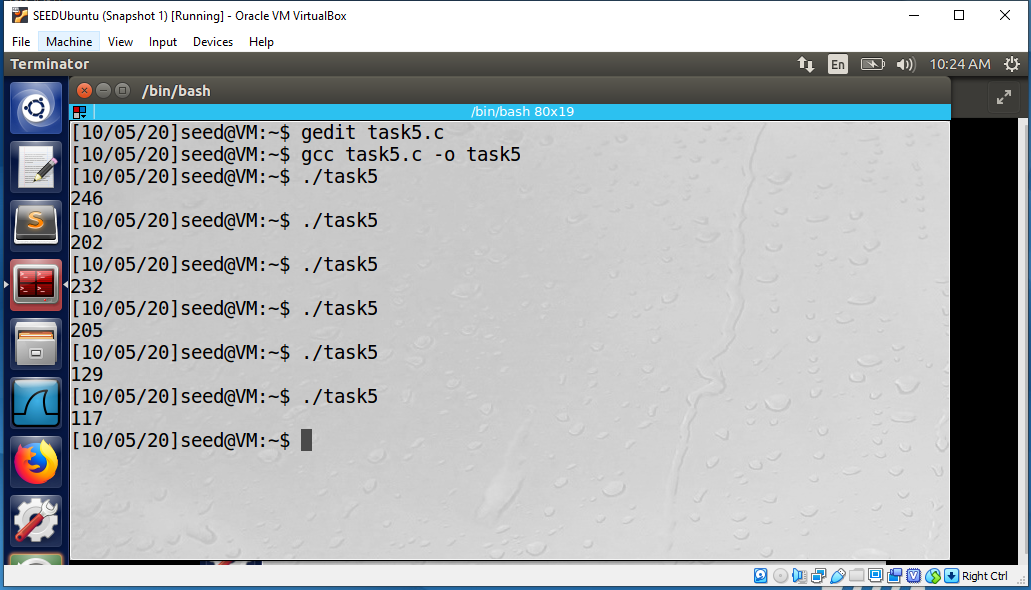 SEEDUbuntu (Snapshot 1) [Running] - Oracle VM VirtualBox
File Machine View Input Devices Help
Terminator En 10:24 AM
/bin/bash
/bin/bash 80x19
[10/05/20]seed@VM:~$ gedit task5.c
[10/05/20]seed@VM:~$ gcc task5.c -o task5
[10/05/20]seed@VM:~$ ./task5
246
[10/05/20]seed@VM:~$ ./task5
202
[10/05/20]seed@VM:~$ ./task5
232
[10/05/20]seed@VM:~$ ./task5
205
[10/05/20]seed@VM:~$ ./task5
129
[10/05/20]seed@VM:~$ ./task5
117
[10/05/20]seed@VM:~$
Right Ctrl